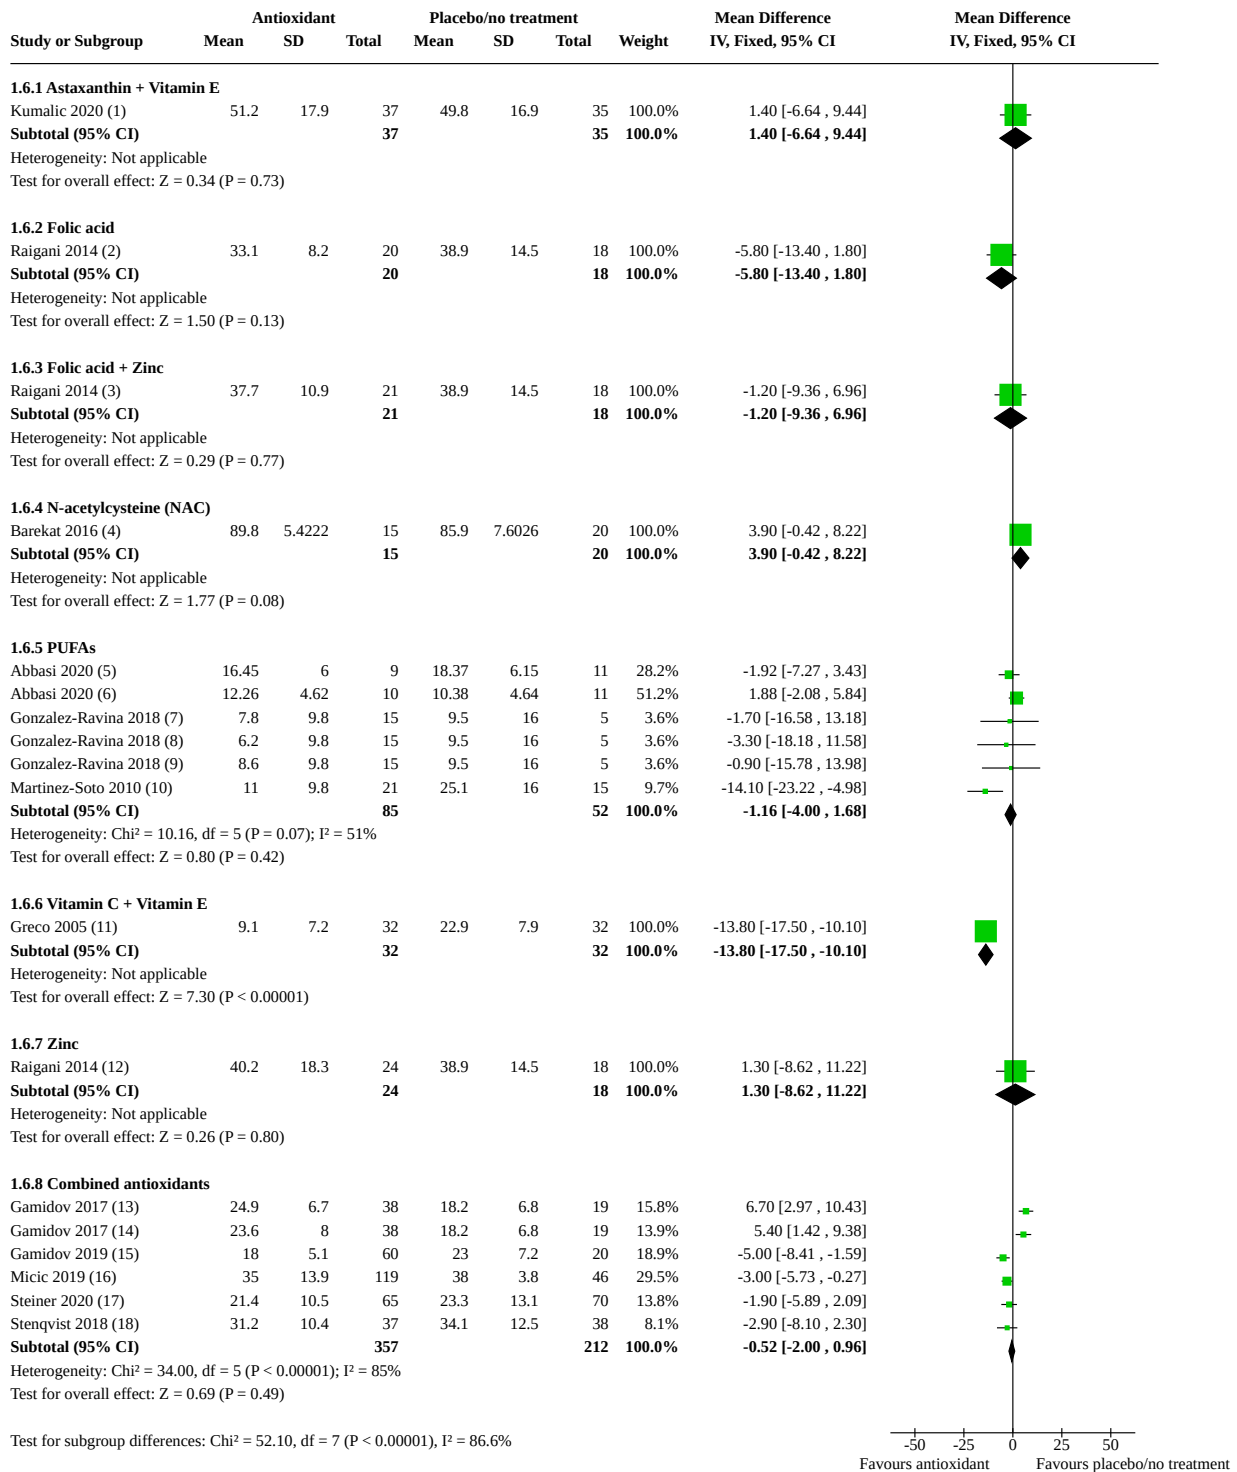 Antioxidant Placebo/no treatment Mean Difference Mean Difference
Study or Subgroup Mean SD Total Mean SD Total Weight IV, Fixed, 95% CI IV, Fixed, 95% CI
1.6.1 Astaxanthin + Vitamin E
Kumalic 2020 (1) 51.2 17.9 37 49.8 16.9 35 100.0% 1.40 [-6.64 , 9.44]
Subtotal (95% CI) 37 35 100.0% 1.40 [-6.64 , 9.44]
Heterogeneity: Not applicable
Test for overall effect: Z = 0.34 (P = 0.73)
1.6.2 Folic acid
Raigani 2014 (2) 33.1 8.2 20 38.9 14.5 18 100.0% -5.80 [-13.40 , 1.80]
Subtotal (95% CI) 20 18 100.0% -5.80 [-13.40 , 1.80]
Heterogeneity: Not applicable
Test for overall effect: Z = 1.50 (P = 0.13)
1.6.3 Folic acid + Zinc
Raigani 2014 (3) 37.7 10.9 21 38.9 14.5 18 100.0% -1.20 [-9.36 , 6.96]
Subtotal (95% CI) 21 18 100.0% -1.20 [-9.36 , 6.96]
Heterogeneity: Not applicable
Test for overall effect: Z = 0.29 (P = 0.77)
1.6.4 N-acetylcysteine (NAC)
Barekat 2016 (4) 89.8 5.4222 15 85.9 7.6026 20 100.0% 3.90 [-0.42 , 8.22]
Subtotal (95% CI) 15 20 100.0% 3.90 [-0.42 , 8.22]
Heterogeneity: Not applicable
Test for overall effect: Z = 1.77 (P = 0.08)
1.6.5 PUFAs
Abbasi 2020 (5) 16.45 6 9 18.37 6.15 11 28.2% -1.92 [-7.27 , 3.43]
Abbasi 2020 (6) 12.26 4.62 10 10.38 4.64 11 51.2% 1.88 [-2.08 , 5.84]
Gonzalez-Ravina 2018 (7) 7.8 9.8 15 9.5 16 5 3.6% -1.70 [-16.58 , 13.18]
Gonzalez-Ravina 2018 (8) 6.2 9.8 15 9.5 16 5 3.6% -3.30 [-18.18 , 11.58]
Gonzalez-Ravina 2018 (9) 8.6 9.8 15 9.5 16 5 3.6% -0.90 [-15.78 , 13.98]
Martinez-Soto 2010 (10) 11 9.8 21 25.1 16 15 9.7% -14.10 [-23.22 , -4.98]
Subtotal (95% CI) 85 52 100.0% -1.16 [-4.00 , 1.68]
Heterogeneity: Chi² = 10.16, df = 5 (P = 0.07); I² = 51%
Test for overall effect: Z = 0.80 (P = 0.42)
1.6.6 Vitamin C + Vitamin E
Greco 2005 (11) 9.1 7.2 32 22.9 7.9 32 100.0% -13.80 [-17.50 , -10.10]
Subtotal (95% CI) 32 32 100.0% -13.80 [-17.50 , -10.10]
Heterogeneity: Not applicable
Test for overall effect: Z = 7.30 (P < 0.00001)
1.6.7 Zinc
Raigani 2014 (12) 40.2 18.3 24 38.9 14.5 18 100.0% 1.30 [-8.62 , 11.22]
Subtotal (95% CI) 24 18 100.0% 1.30 [-8.62 , 11.22]
Heterogeneity: Not applicable
Test for overall effect: Z = 0.26 (P = 0.80)
1.6.8 Combined antioxidants
Gamidov 2017 (13) 24.9 6.7 38 18.2 6.8 19 15.8% 6.70 [2.97 , 10.43]
Gamidov 2017 (14) 23.6 8 38 18.2 6.8 19 13.9% 5.40 [1.42 , 9.38]
Gamidov 2019 (15) 18 5.1 60 23 7.2 20 18.9% -5.00 [-8.41 , -1.59]
Micic 2019 (16) 35 13.9 119 38 3.8 46 29.5% -3.00 [-5.73 , -0.27]
Steiner 2020 (17) 21.4 10.5 65 23.3 13.1 70 13.8% -1.90 [-5.89 , 2.09]
Stenqvist 2018 (18) 31.2 10.4 37 34.1 12.5 38 8.1% -2.90 [-8.10 , 2.30]
Subtotal (95% CI) 357 212 100.0% -0.52 [-2.00 , 0.96]
Heterogeneity: Chi² = 34.00, df = 5 (P < 0.00001); I² = 85%
Test for overall effect: Z = 0.69 (P = 0.49)
Test for subgroup differences: Chi² = 52.10, df = 7 (P < 0.00001), I² = 86.6%
-50 -25 0 25 50
Favours antioxidant Favours placebo/no treatment